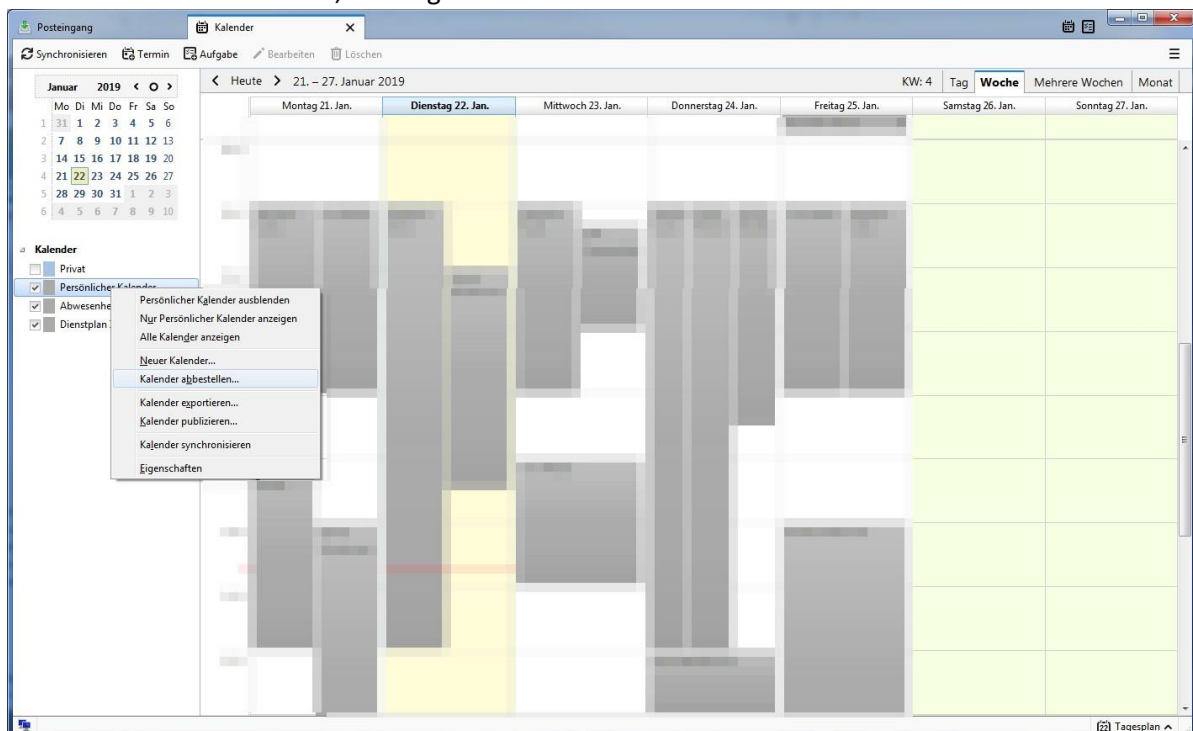 Posteingang
Kalender
Synchronisieren Termin Aufgabe Bearbeiten Löschen
Januar 2019
Mo Di Mi Do Fr Sa So
1 31 1 2 3 4 5 6
2 7 8 9 10 11 12 13
3 14 15 16 17 18 19 20
4 21 22 23 24 25 26 27
5 28 29 30 31 1 2 3
6 4 5 6 7 8 9 10
Kalender
Privat
Persönlicher Kalender
Dienstplan
Persönlicher Kalender ausblenden
Nur Persönlicher Kalender anzeigen
Alle Kalender anzeigen
Neuer Kalender...
Kalender abbestellen...
Kalender exportieren...
Kalender publizieren...
Kalender synchronisieren
Eigenschaften
Heute 21. – 27. Januar 2019 KW: 4 Tag Woche Mehrere Wochen Monat
Montag 21. Jan. Dienstag 22. Jan. Mittwoch 23. Jan. Donnerstag 24. Jan. Freitag 25. Jan. Samstag 26. Jan. Sonntag 27. Jan.
22 Tagesplan